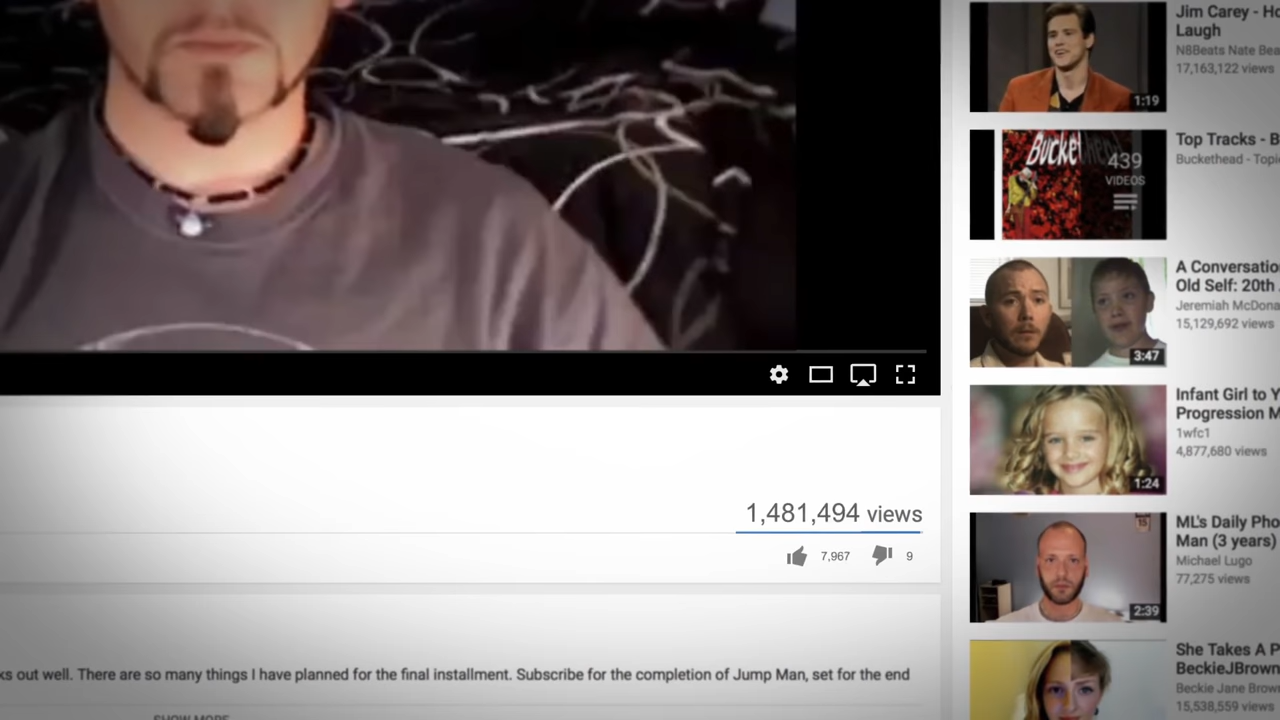 1,481,494 views
7,967
9
ks out well. There are so many things I have planned for the final installment. Subscribe for the completion of Jump Man, set for the end
SHOW MORE
Jim Carey - Ho
Laugh
N8Beats Nate Bea
17,163,122 views
1:19
Top Tracks - B
Buckethead - Topi
Buckethead
439
VIDEOS
A Conversatio
Old Self: 20th
Jeremiah McDona
15,129,692 views
3:47
Infant Girl to Y
Progression M
1wfc1
4,877,680 views
1:24
ML's Daily Pho
Man (3 years)
Michael Lugo
77,275 views
15
2:39
She Takes A P
BeckieJBrown
Beckie Jane Brow
15,538,559 views